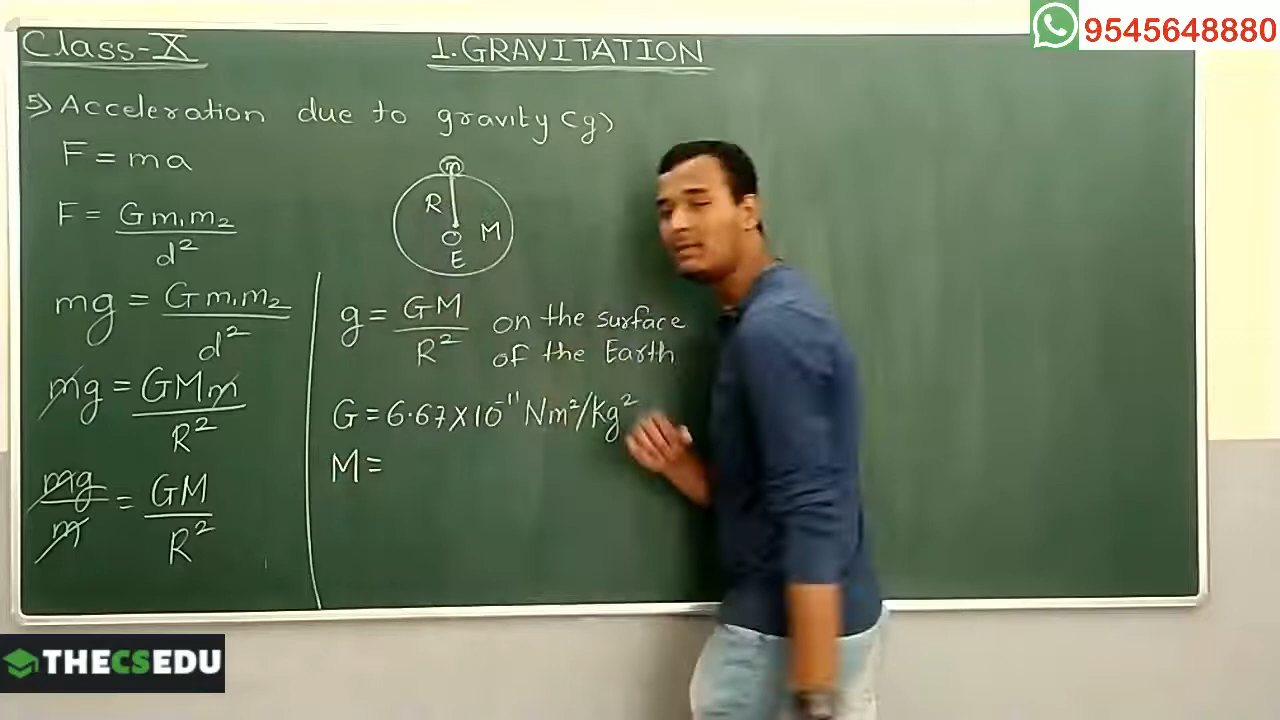 9545648880
Class-X
1. GRAVITATION
5) Acceleration due to gravity (g)
F = ma
F = Gm₁m₂/d²
mg = Gm₁m₂/d²
mg = GMm/R²
mg/m = GM/R²
m
R
M
O
E
g = GM/R² on the surface
of the Earth
G = 6.67×10⁻¹¹ Nm²/Kg²
M =
THECSEDU